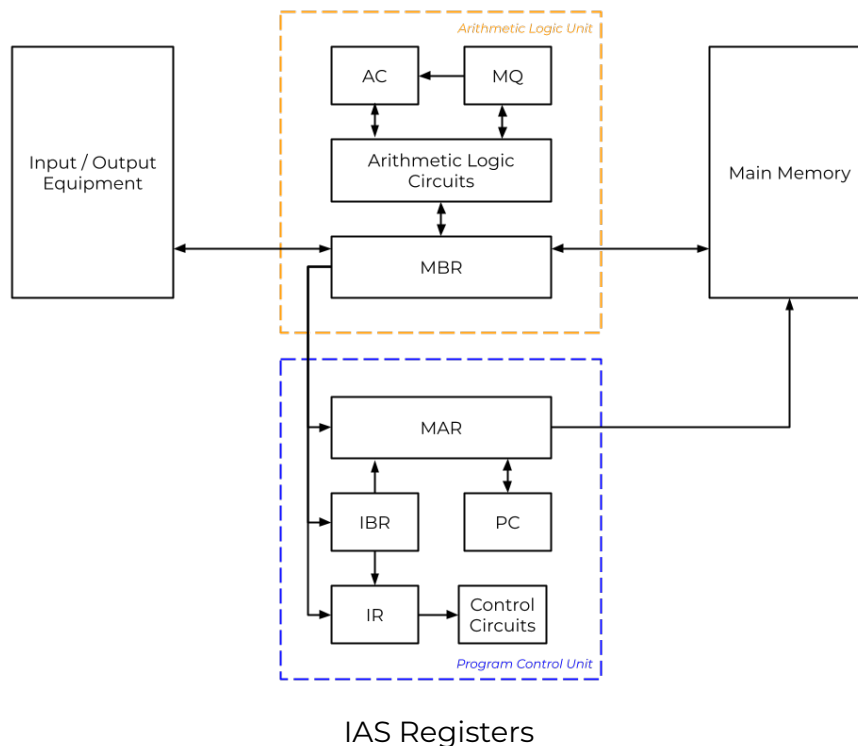 Arithmetic Logic Unit
AC
MQ
Input / Output
Equipment
Arithmetic Logic
Circuits
Main Memory
MBR
MAR
IBR
PC
IR
Control
Circuits
Program Control Unit
IAS Registers